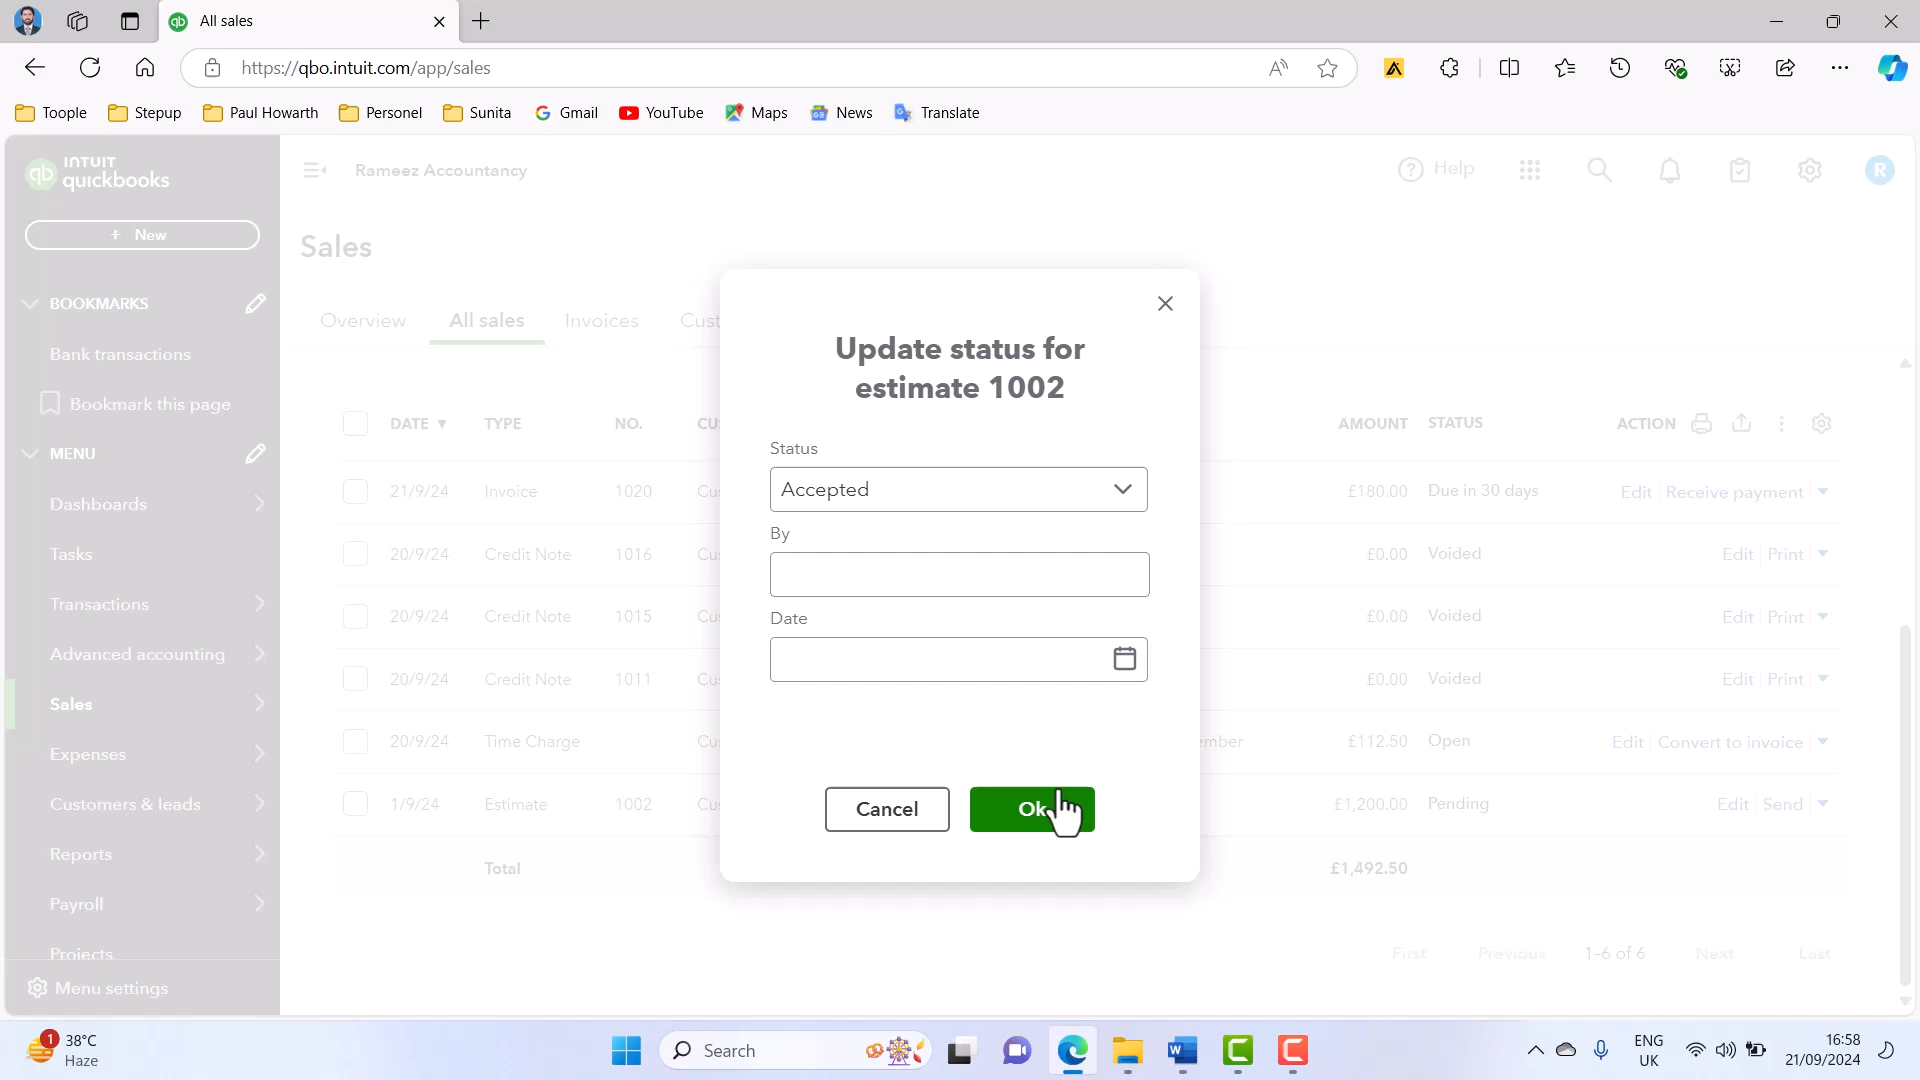 All sales
https://qbo.intuit.com/app/sales
Toople
Stepup
Paul Howarth
Personel
Sunita
Gmail
YouTube
Maps
News
Translate
INTUIT
quickbooks
Rameez Accountancy
Help
R
+ New
Sales
BOOKMARKS
Bank transactions
Bookmark this page
MENU
Dashboards
Tasks
Transactions
Advanced accounting
Sales
Expenses
Customers & leads
Reports
Payroll
Projects
Menu settings
Overview
All sales
Invoices
Cust
DATE TYPE NO. CU AMOUNT STATUS ACTION
21/9/24 Invoice 1020 Cu £180.00 Due in 30 days Edit Receive payment
20/9/24 Credit Note 1016 Cu £0.00 Voided Edit Print
20/9/24 Credit Note 1015 Cu £0.00 Voided Edit Print
20/9/24 Credit Note 1011 Cu £0.00 Voided Edit Print
20/9/24 Time Charge Cu mber £112.50 Open Edit Convert to invoice
1/9/24 Estimate 1002 Cu £1,200.00 Pending Edit Send
Total £1,492.50
First Previous 1-6 of 6 Next Last
Update status for
estimate 1002
Status
Accepted
By
Date
Cancel
Ok
1
38°C
Haze
Search
ENG
UK
16:58
21/09/2024